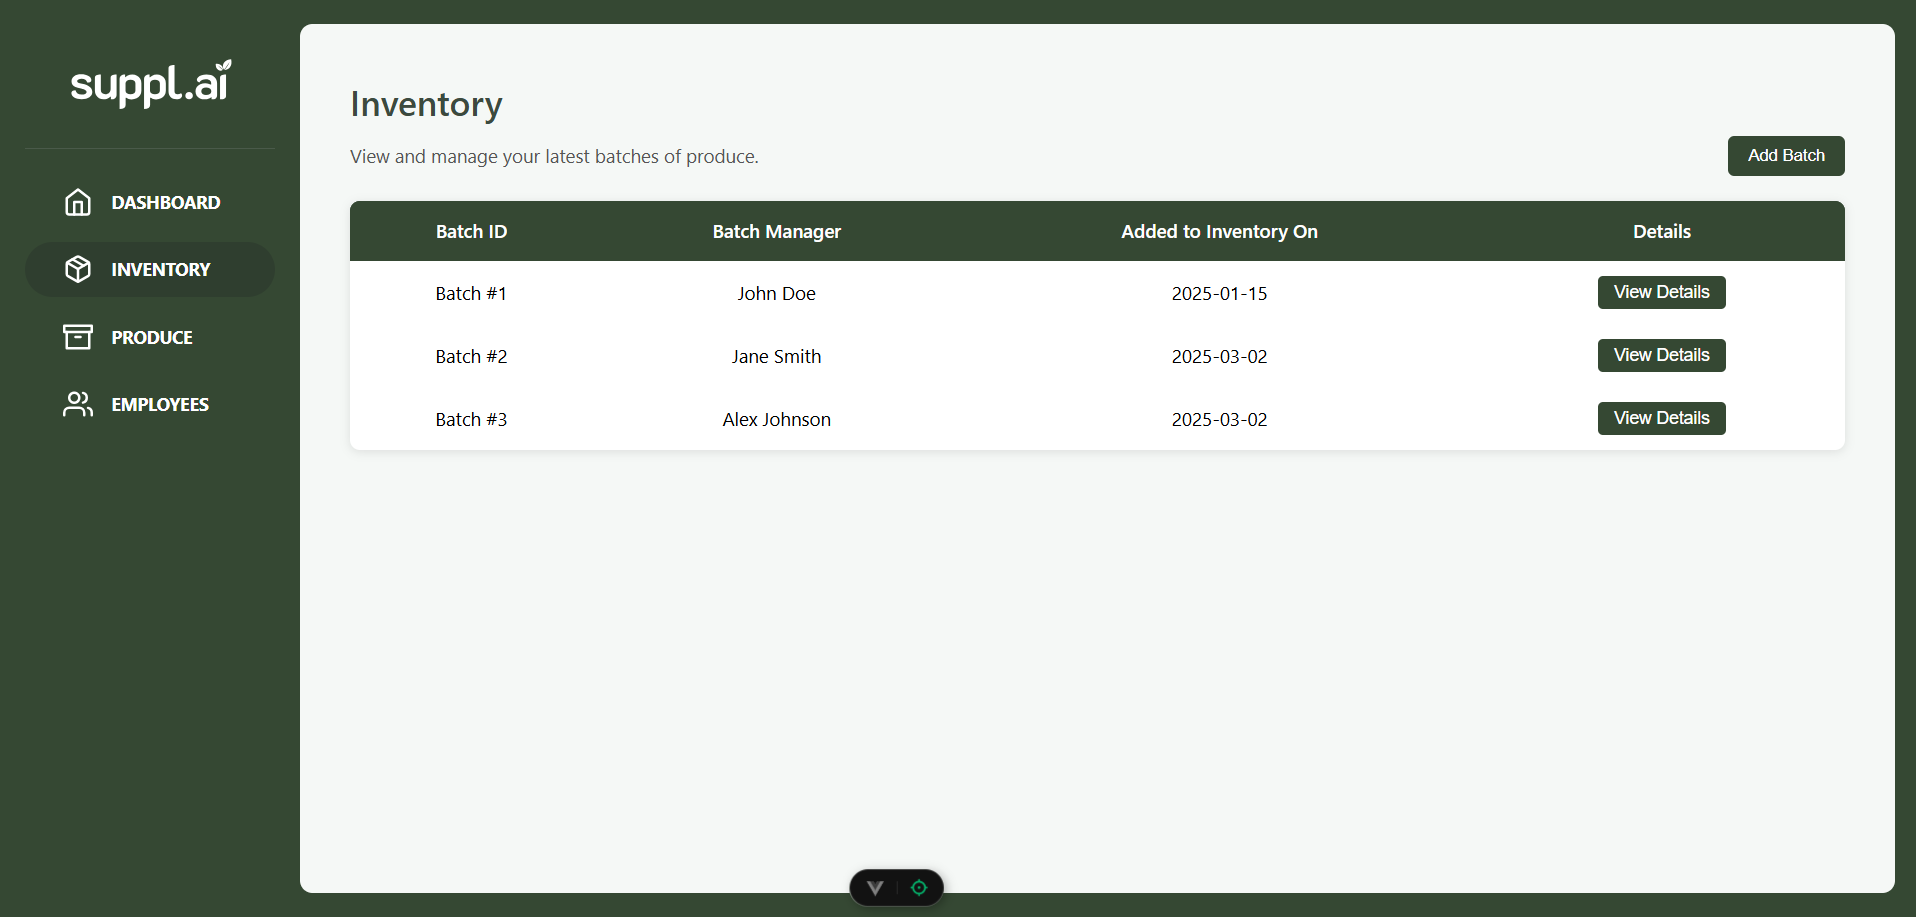 suppl.ai
DASHBOARD
INVENTORY
PRODUCE
EMPLOYEES
Inventory
View and manage your latest batches of produce.
Add Batch
Batch ID Batch Manager Added to Inventory On Details
Batch #1 John Doe 2025-01-15 View Details
Batch #2 Jane Smith 2025-03-02 View Details
Batch #3 Alex Johnson 2025-03-02 View Details